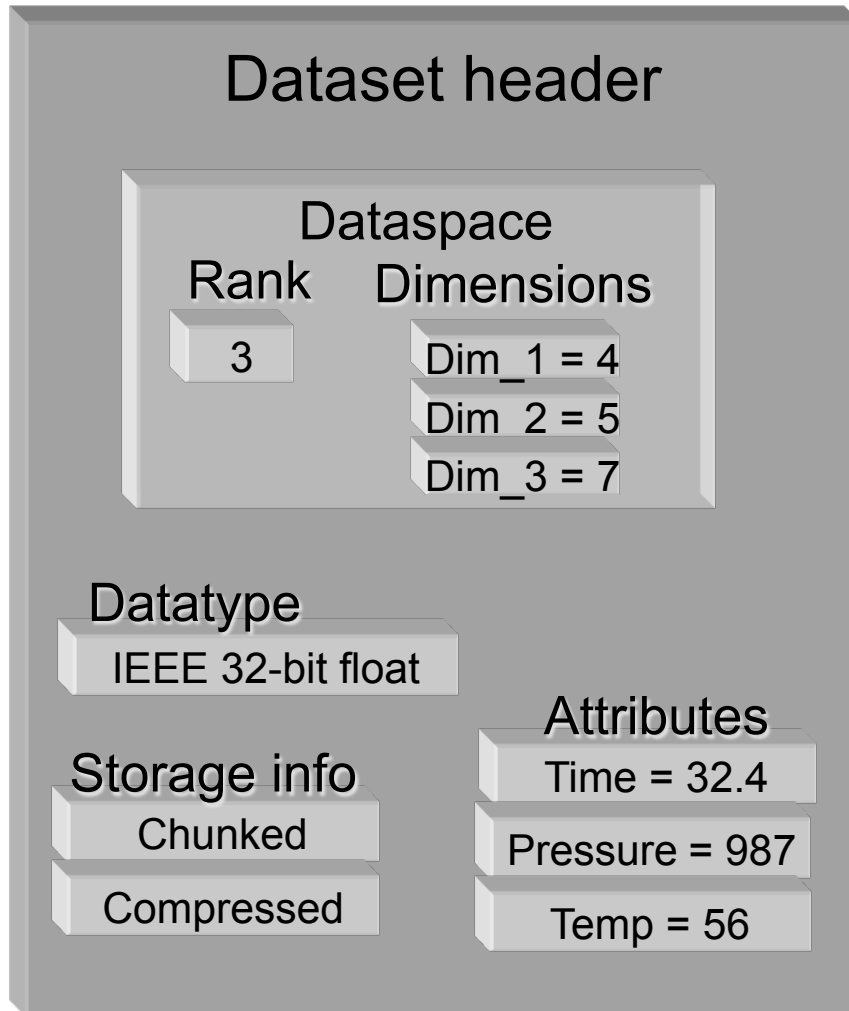 Dataset header
Dataspace
Rank
3
Dimensions
Dim_1 = 4
Dim_2 = 5
Dim_3 = 7
Datatype
IEEE 32-bit float
Storage info
Chunked
Compressed
Attributes
Time = 32.4
Pressure = 987
Temp = 56